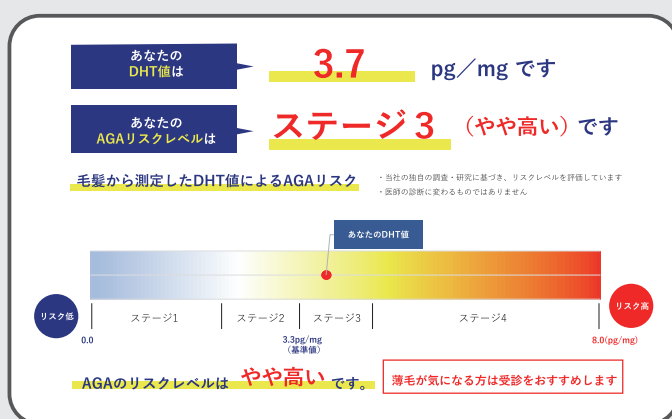 あなたの
DHT値は
3.7 pg/mg です
あなたの
AGAリスクレベルは
ステージ3 (やや高い) です
毛髪から測定したDHT値によるAGAリスク
・当社の独自の調査・研究に基づき、リスクレベルを評価しています
・医師の診断に変わるものではありません
あなたのDHT値
リスク低
リスク高
ステージ1 ステージ2 ステージ3 ステージ4
0.0 3.3pg/mg 8.0(pg/mg)
(基準値)
AGAのリスクレベルは やや高い です。
薄毛が気になる方は受診をおすすめします